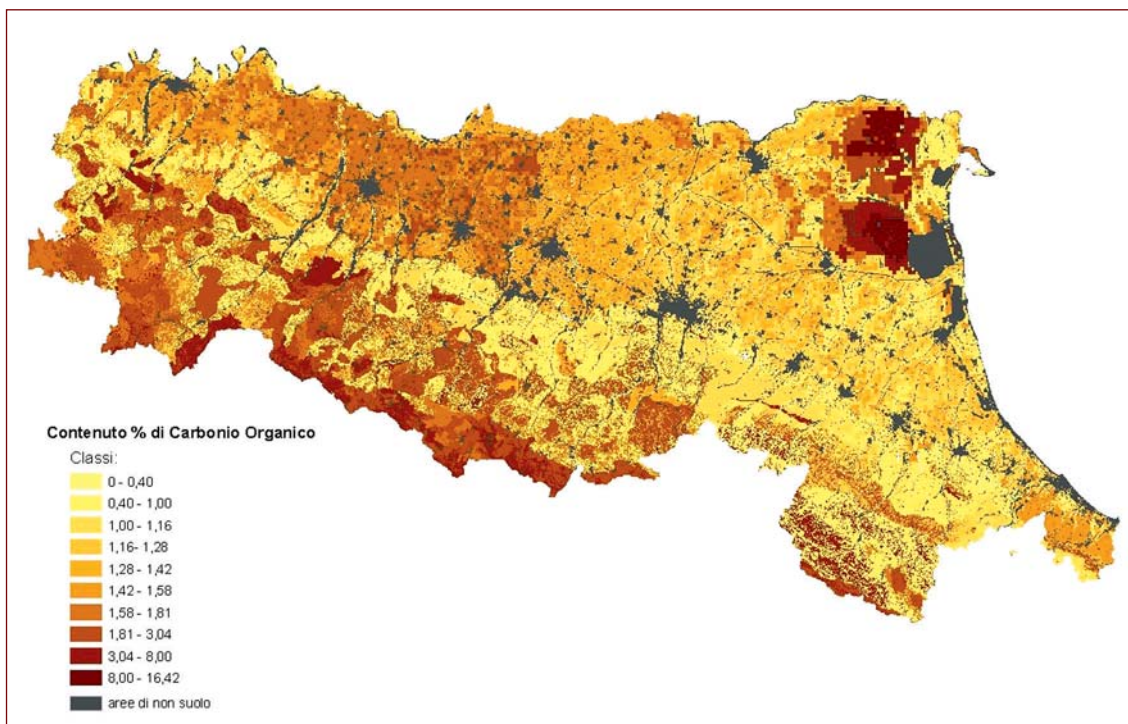 Contenuto % di Carbonio Organico
Classi:
0 - 0,40
0,40 - 1,00
1,00 - 1,16
1,16- 1,28
1,28 - 1,42
1,42 - 1,58
1,58 - 1,81
1,81 - 3,04
3,04 - 8,00
8,00 - 16,42
aree di non suolo